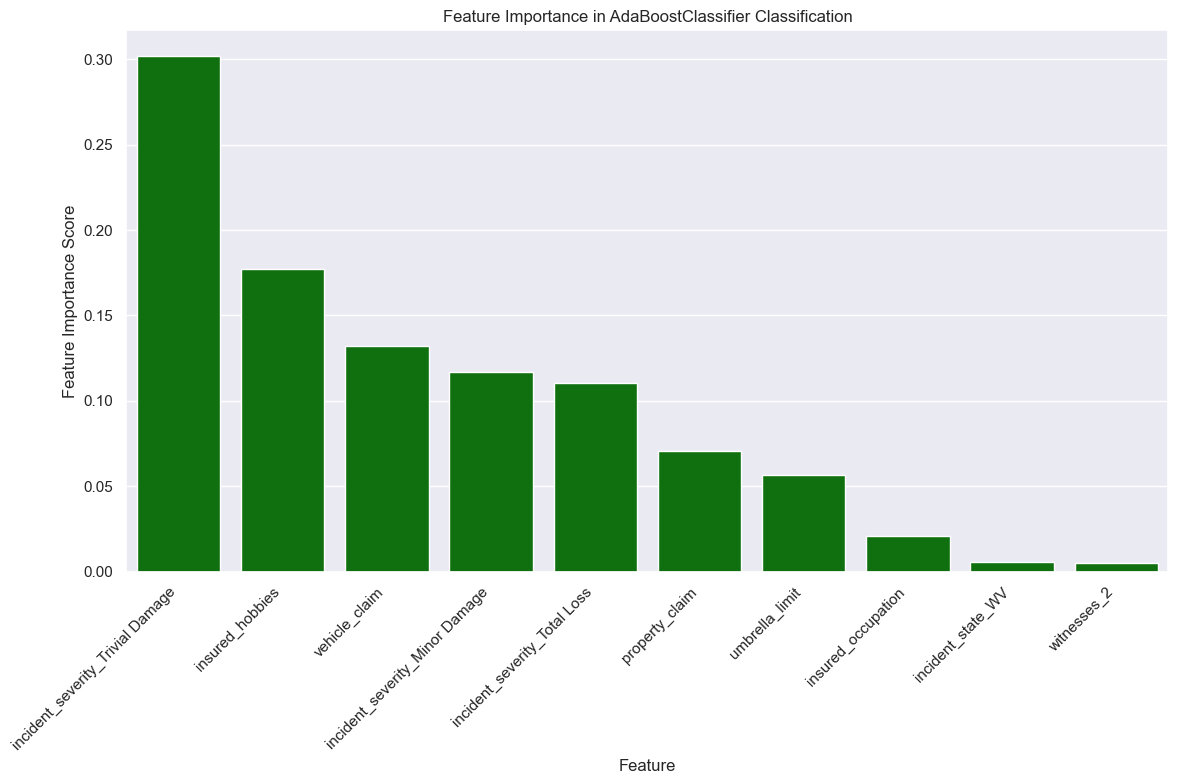 Feature Importance in AdaBoostClassifier Classification
Feature Importance Score
0.30
0.25
0.20
0.15
0.10
0.05
0.00
incident_severity_Trivial Damage
insured_hobbies
vehicle_claim
incident_severity_Minor Damage
incident_severity_Total Loss
property_claim
umbrella_limit
insured_occupation
incident_state_WV
witnesses_2
Feature